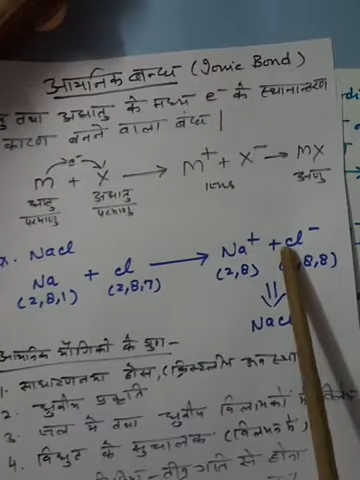 आयनिक बन्ध (Ionic Bond)
तथा अधातु के मध्य e⁻ के स्थानान्तरण
कारण बनने वाला बंध |
M + X → M⁺ + X⁻ → MX
धातु अधातु ions अणु
परमाणु परमाणु
NaCl
Na + Cl → Na⁺ + Cl⁻
(2,8,1) (2,8,7) (2,8) 8,8)
⇓
NaCl
आयनिक यौगिकों के गुण-
1. साधारणतया ठोस, (क्रिस्टलीय अवस्था
2. ध्रुवीय प्रकृति
3. जल में तथा ध्रुवीय विलायकों में
4. विद्युत के सुचालक (विलयन में,
तीव्र गति से होना